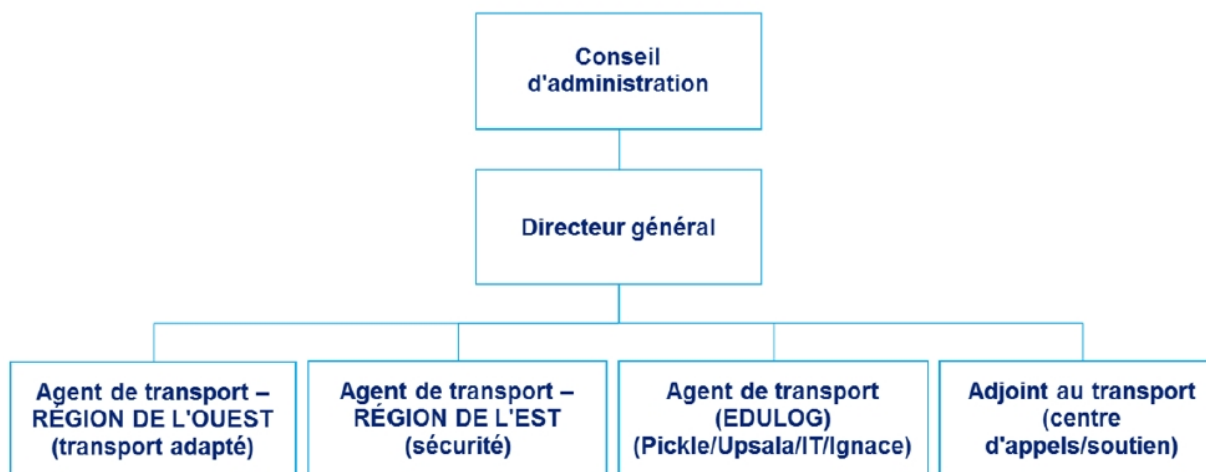 Conseil
d'administration
Directeur général
Agent de transport –
RÉGION DE L'OUEST
(transport adapté)
Agent de transport –
RÉGION DE L'EST
(sécurité)
Agent de transport
(EDULOG)
(Pickle/Upsala/IT/Ignace)
Adjoint au transport
(centre
d'appels/soutien)